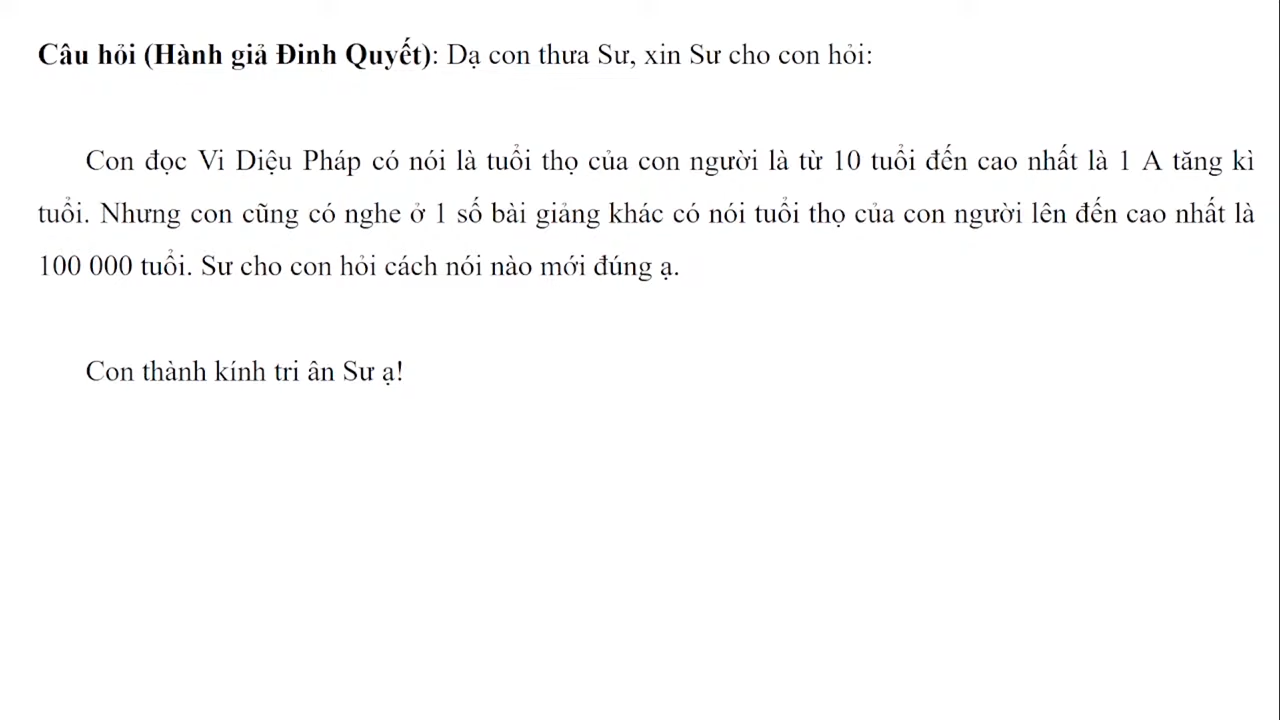 Câu hỏi (Hành giả Đinh Quyết): Dạ con thưa Sư, xin Sư cho con hỏi:
Con đọc Vi Diệu Pháp có nói là tuổi thọ của con người là từ 10 tuổi đến cao nhất là 1 A tăng kì
tuổi. Nhưng con cũng có nghe ở 1 số bài giảng khác có nói tuổi thọ của con người lên đến cao nhất là
100 000 tuổi. Sư cho con hỏi cách nói nào mới đúng ạ.
Con thành kính tri ân Sư ạ!